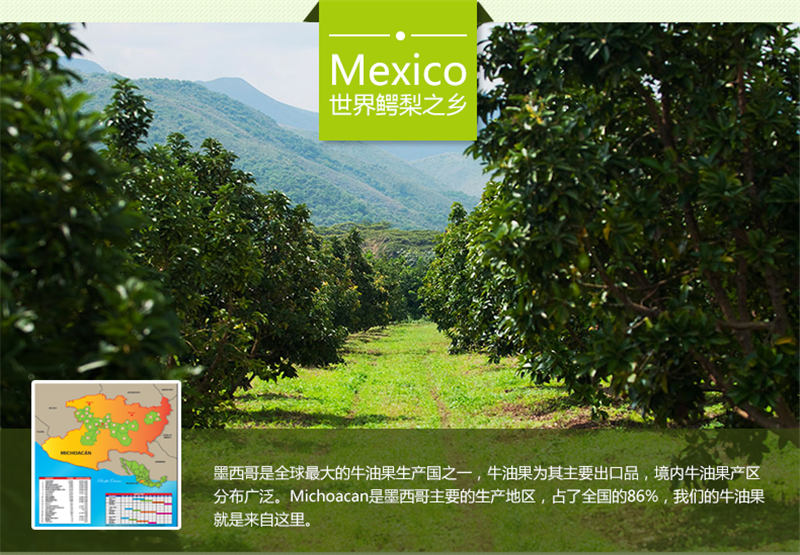 Mexico
世界鳄梨之乡
MICHOACÁN
墨西哥是全球最大的牛油果生产国之一，牛油果为其主要出口品，境内牛油果产区
分布广泛。Michoacan是墨西哥主要的生产地区，占了全国的86%，我们的牛油果
就是来自这里。